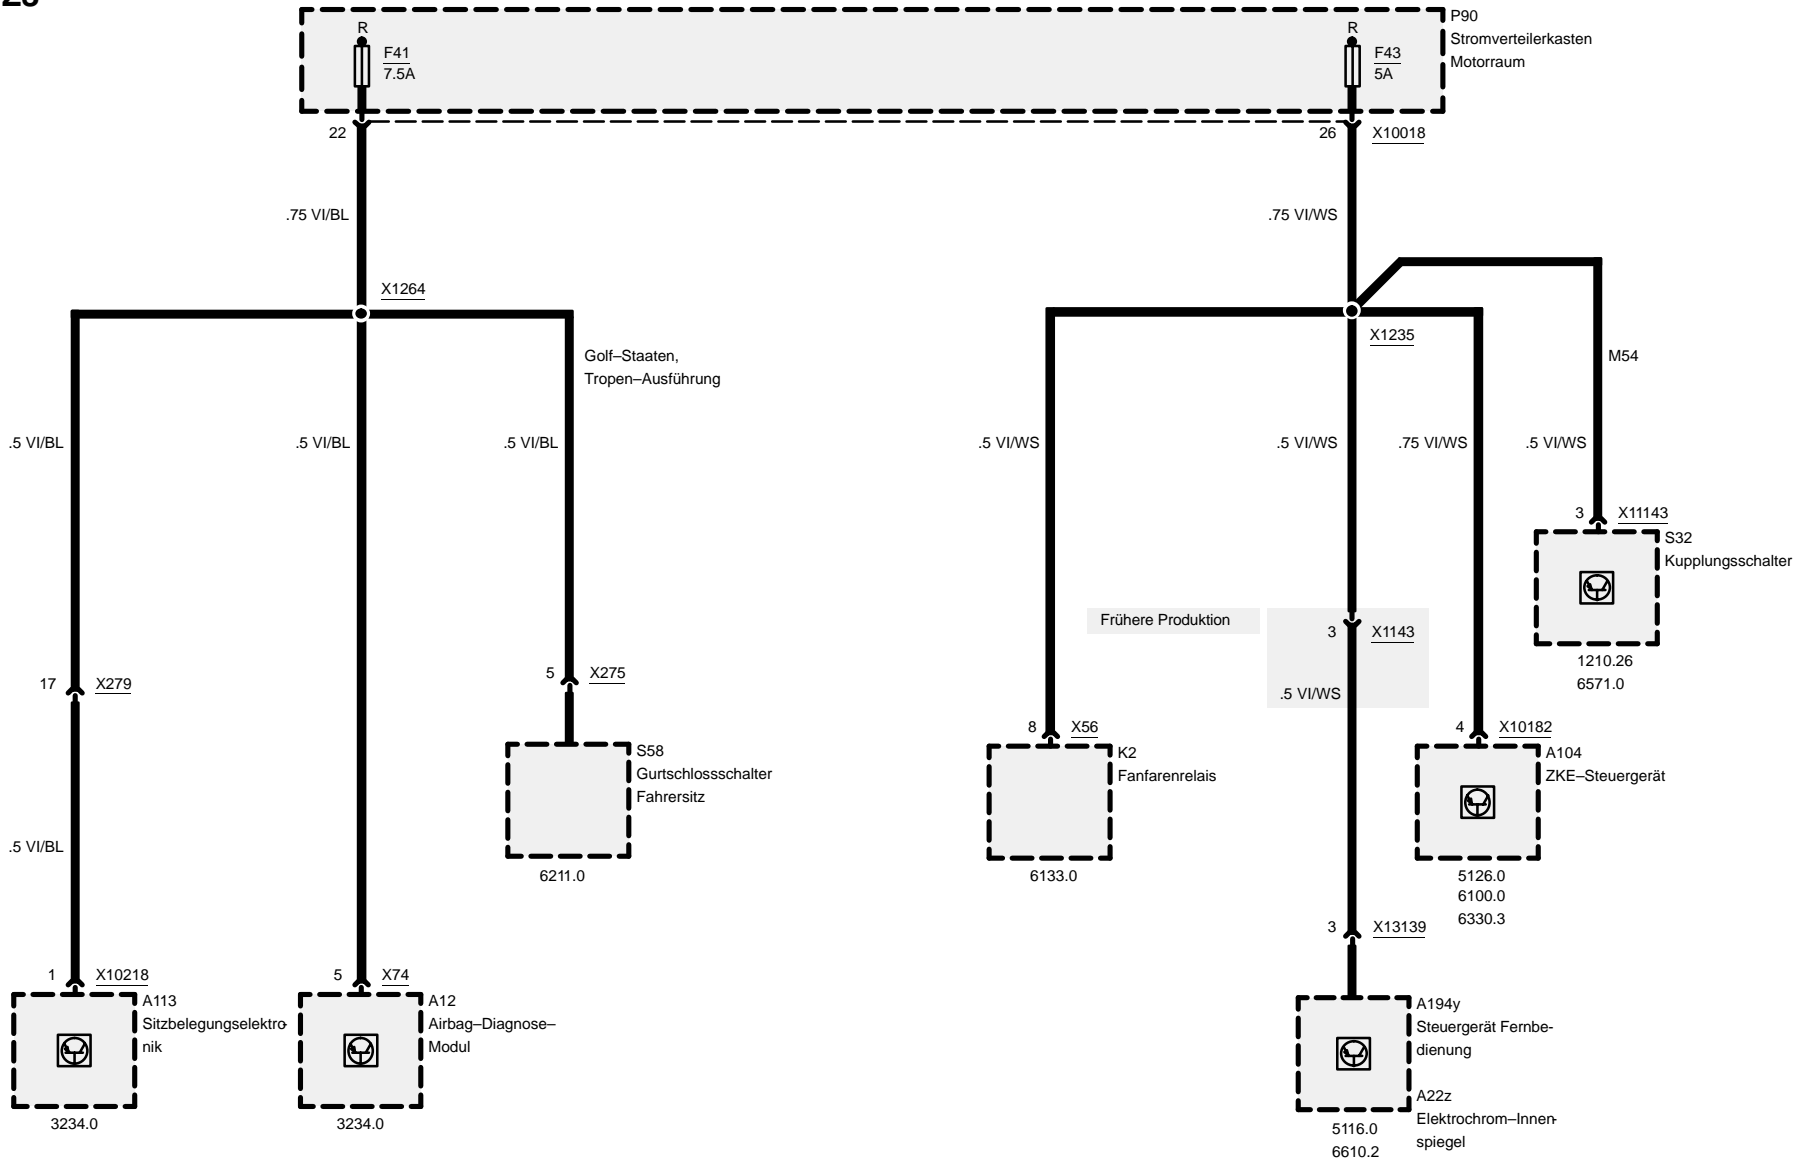 P90
Stromverteilerkasten
Motorraum
R
F41
7.5A
R
F43
5A
22
26
X10018
.75 VI/BL
.75 VI/WS
X1264
X1235
Golf–Staaten,
Tropen–Ausführung
M54
.5 VI/BL
.5 VI/BL
.5 VI/BL
.5 VI/WS
.5 VI/WS
.75 VI/WS
.5 VI/WS
3
X11143
S32
Kupplungsschalter
1210.26
6571.0
Frühere Produktion
3
X1143
.5 VI/WS
17
X279
5
X275
S58
Gurtschlossschalter
Fahrersitz
6211.0
8
X56
K2
Fanfarenrelais
6133.0
4
X10182
A104
ZKE–Steuergerät
5126.0
6100.0
6330.3
.5 VI/BL
3
X13139
1
X10218
A113
Sitzbelegungselektro-
nik
3234.0
5
X74
A12
Airbag–Diagnose–
Modul
3234.0
A194y
Steuergerät Fernbe-
dienung
A22z
Elektrochrom–Innen-
spiegel
5116.0
6610.2